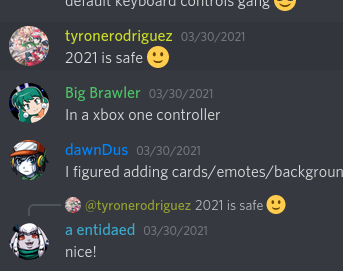 default keyboard controls gang
tyronerodriguez 03/30/2021
2021 is safe
Big Brawler 03/30/2021
In a xbox one controller
dawnDus 03/30/2021
I figured adding cards/emotes/backgroun
@tyronerodriguez 2021 is safe
a entidaed 03/30/2021
nice!